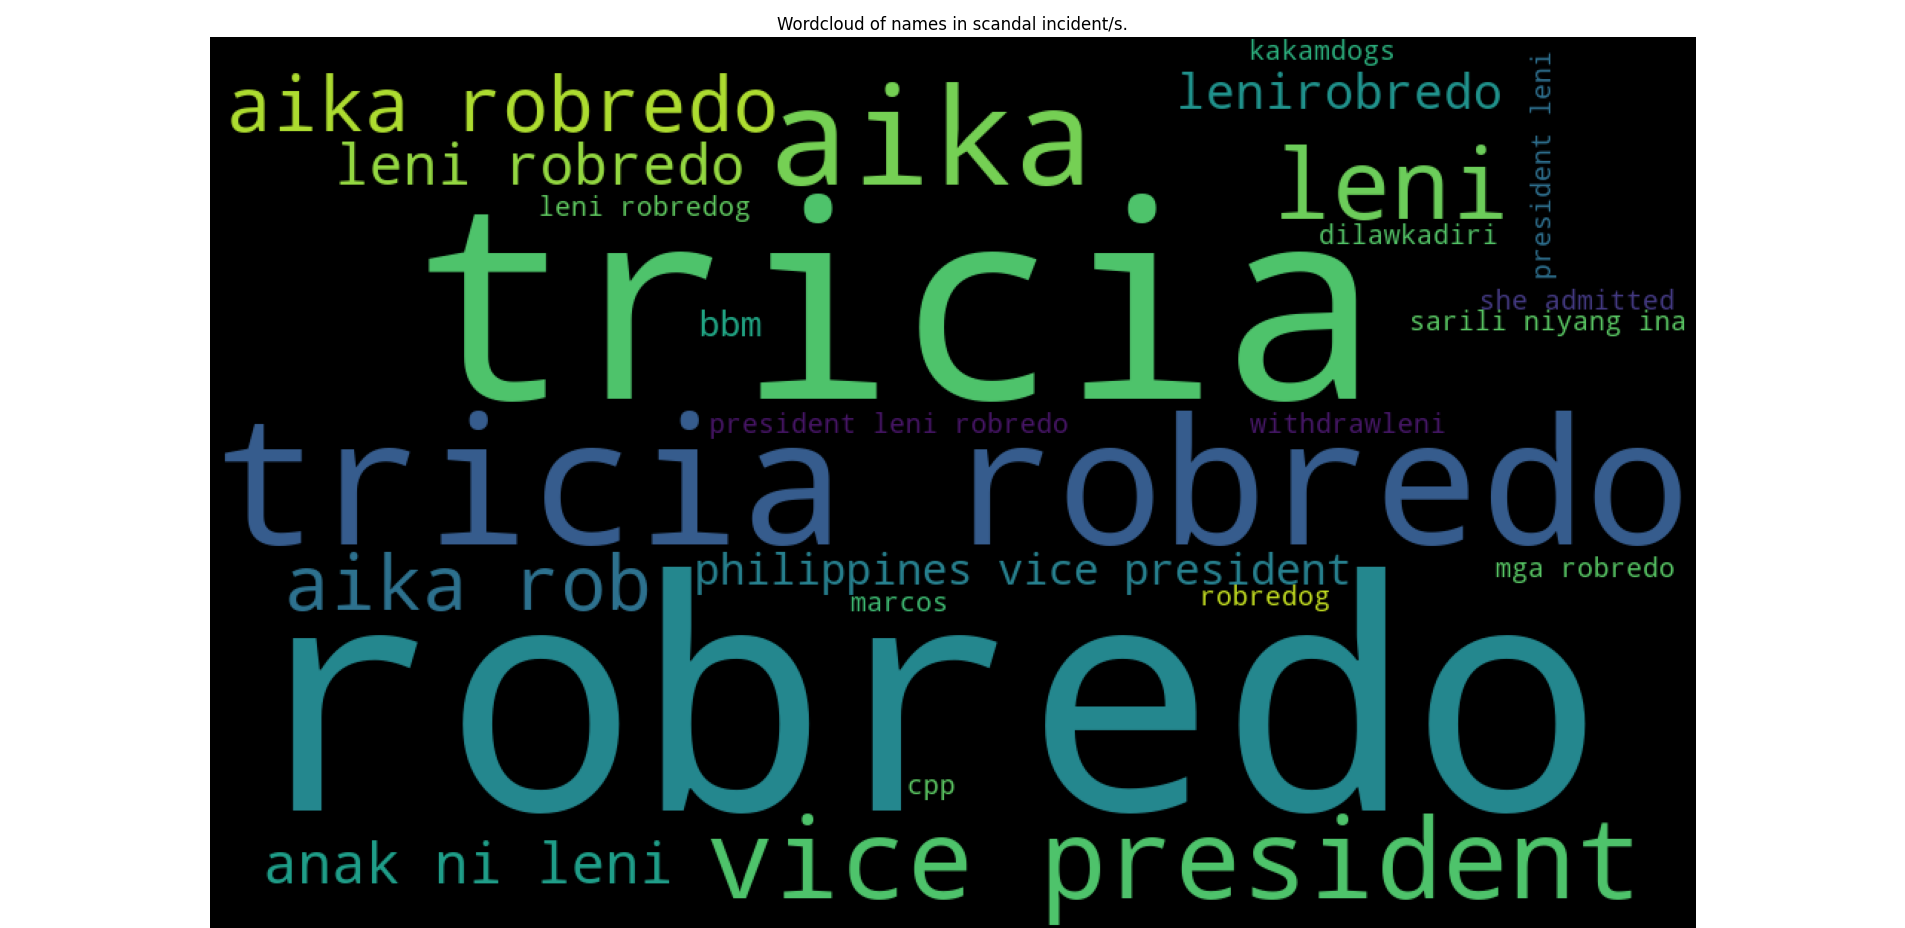 Wordcloud of names in scandal incident/s.
kakamdogs
aika robredo
aika
lenirobredo
president leni
leni robredo
leni
leni robredog
dilawkadiri
tricia
she admitted
bbm
sarili niyang ina
president leni robredo
withdrawleni
tricia robredo
philippines vice president
mga robredo
aika rob
marcos
robredog
robredo
cpp
anak ni leni
vice president